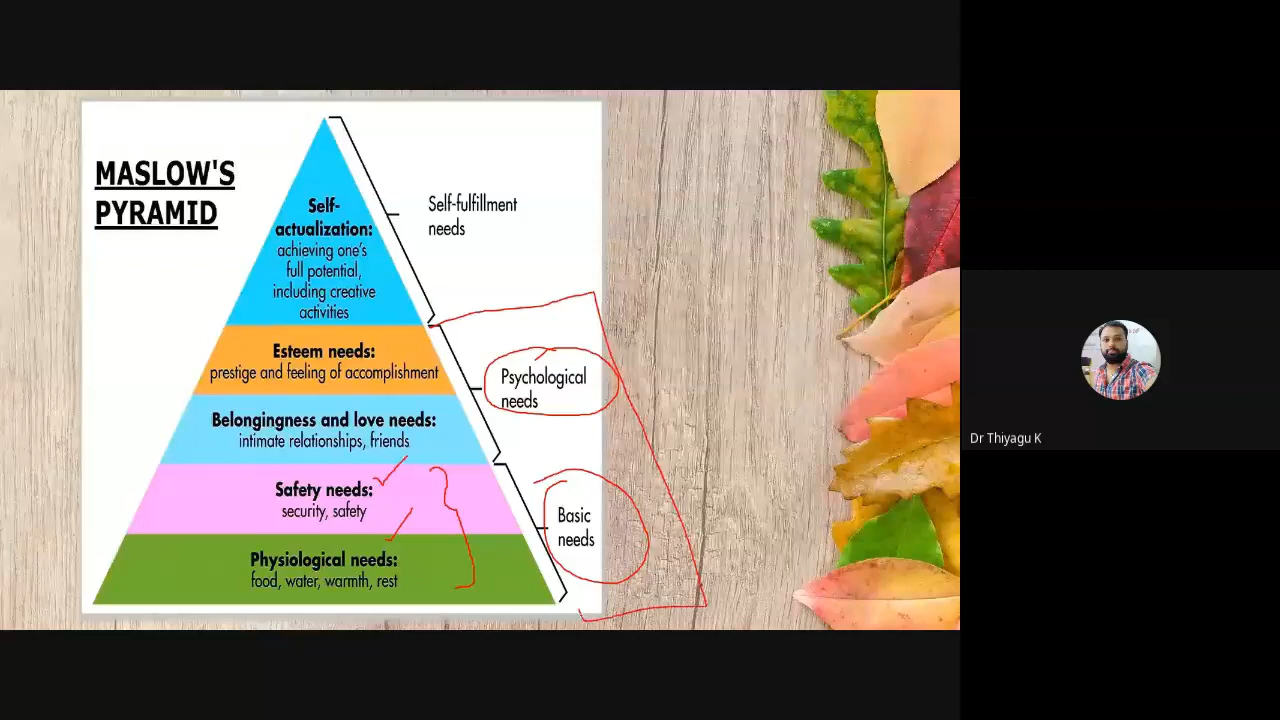 MASLOW'S
PYRAMID
Self-
actualization:
achieving one's
full potential,
including creative
activities
Self-fulfillment
needs
Esteem needs:
prestige and feeling of accomplishment
Psychological
needs
Belongingness and love needs:
intimate relationships, friends
Safety needs:
security, safety
Basic
needs
Physiological needs:
food, water, warmth, rest
Dr Thiyagu K